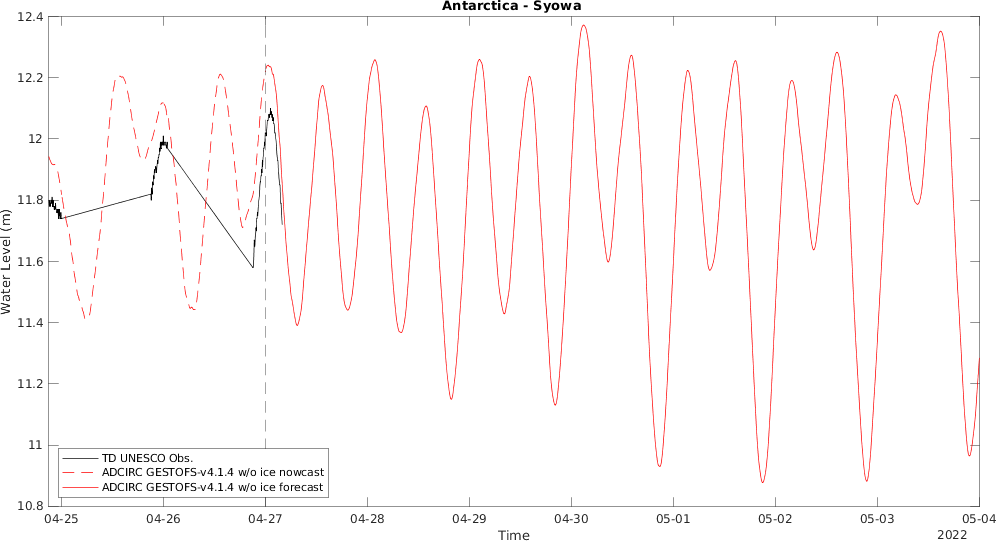 Antarctica - Syowa
12.4
12.2
12
11.8
11.6
11.4
11.2
11
10.8
Water Level (m)
TD UNESCO Obs.
ADCIRC GESTOFS-v4.1.4 w/o ice nowcast
ADCIRC GESTOFS-v4.1.4 w/o ice forecast
04-25 04-26 04-27 04-28 04-29 04-30 05-01 05-02 05-03 05-04
Time
2022